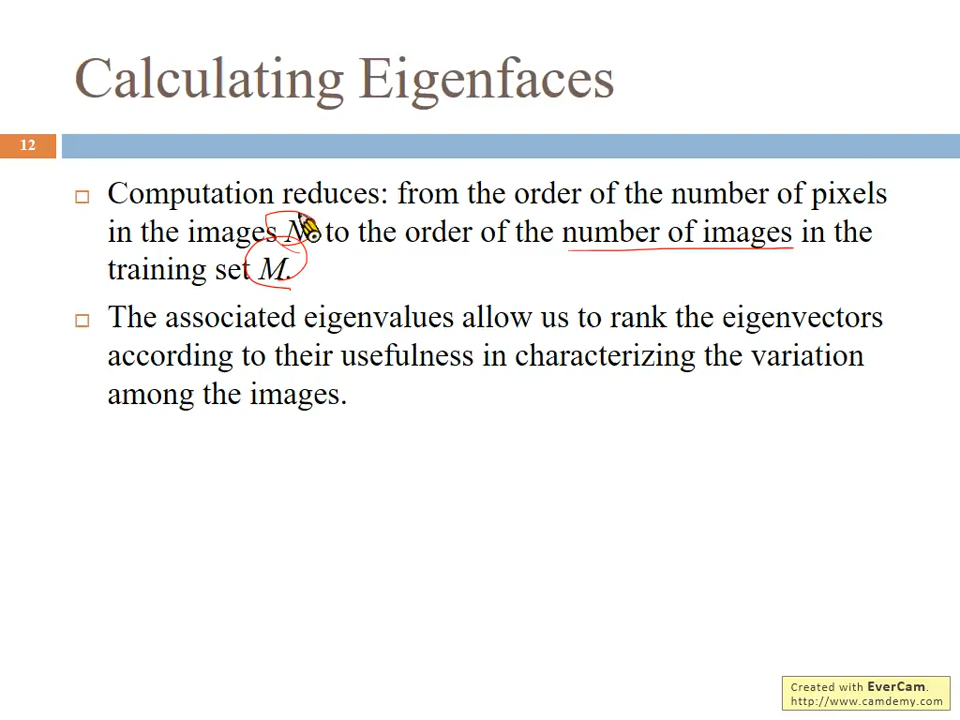 Calculating Eigenfaces
12
□ Computation reduces: from the order of the number of pixels
in the images to the order of the number of images in the
training set M.
□ The associated eigenvalues allow us to rank the eigenvectors
according to their usefulness in characterizing the variation
among the images.
Created with EverCam.
http://www.camdemy.com